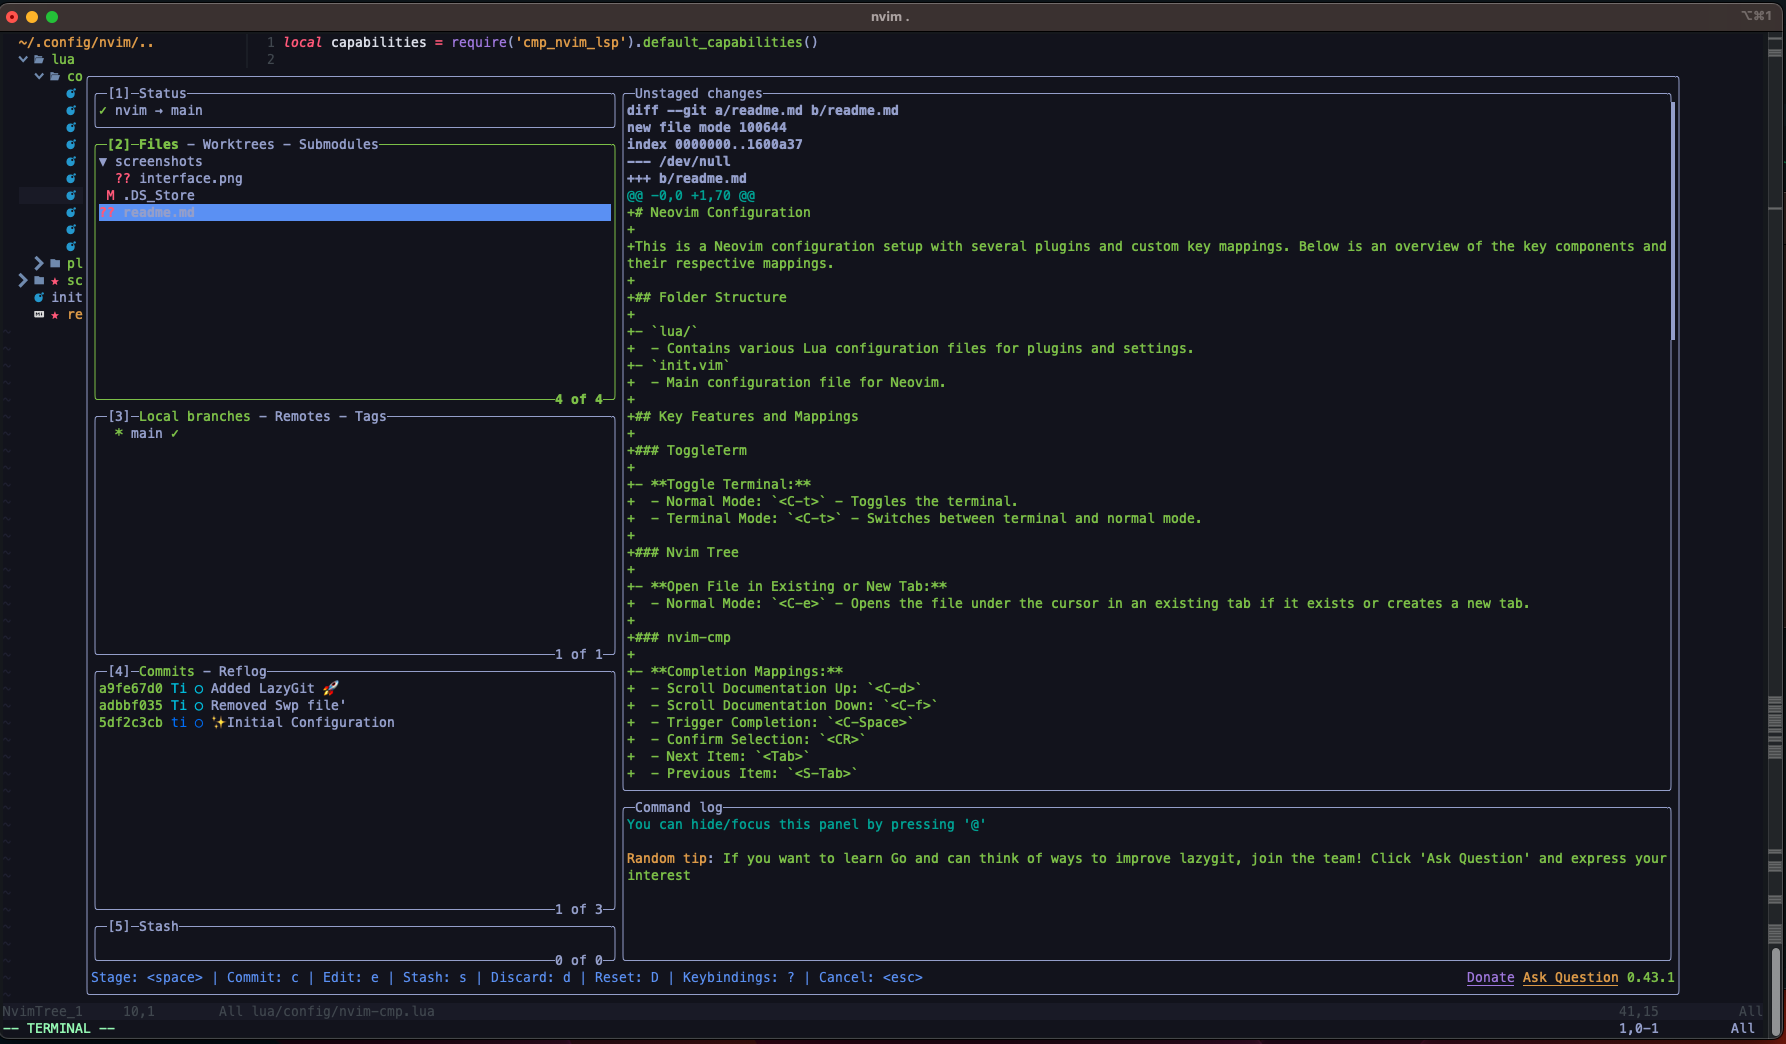 nvim .
⌥⌘1
~/.config/nvim/..
lua
co
pl
sc
init
re
1 local capabilities = require('cmp_nvim_lsp').default_capabilities()
2
[1]─Status
✓ nvim → main
[2]─Files - Worktrees - Submodules
▼ screenshots
?? interface.png
M .DS_Store
?? readme.md
4 of 4
[3]─Local branches - Remotes - Tags
* main ✓
1 of 1
[4]─Commits - Reflog
a9fe67d0 Ti ○ Added LazyGit 🚀
adbbf035 Ti ○ Removed Swp file'
5df2c3cb ti ○ ✨Initial Configuration
1 of 3
[5]─Stash
0 of 0
Unstaged changes
diff --git a/readme.md b/readme.md
new file mode 100644
index 0000000..1600a37
--- /dev/null
+++ b/readme.md
@@ -0,0 +1,70 @@
+# Neovim Configuration
+
+This is a Neovim configuration setup with several plugins and custom key mappings. Below is an overview of the key components and
their respective mappings.
+
+## Folder Structure
+
+- `lua/`
+  - Contains various Lua configuration files for plugins and settings.
+- `init.vim`
+  - Main configuration file for Neovim.
+
+## Key Features and Mappings
+
+### ToggleTerm
+
+- **Toggle Terminal:**
+  - Normal Mode: `<C-t>` - Toggles the terminal.
+  - Terminal Mode: `<C-t>` - Switches between terminal and normal mode.
+
+### Nvim Tree
+
+- **Open File in Existing or New Tab:**
+  - Normal Mode: `<C-e>` - Opens the file under the cursor in an existing tab if it exists or creates a new tab.
+
+### nvim-cmp
+
+- **Completion Mappings:**
+  - Scroll Documentation Up: `<C-d>`
+  - Scroll Documentation Down: `<C-f>`
+  - Trigger Completion: `<C-Space>`
+  - Confirm Selection: `<CR>`
+  - Next Item: `<Tab>`
+  - Previous Item: `<S-Tab>`
Command log
You can hide/focus this panel by pressing '@'
Random tip: If you want to learn Go and can think of ways to improve lazygit, join the team! Click 'Ask Question' and express your
interest
Stage: <space> | Commit: c | Edit: e | Stash: s | Discard: d | Reset: D | Keybindings: ? | Cancel: <esc>
Donate Ask Question 0.43.1
NvimTree_1 10,1 All lua/config/nvim-cmp.lua 41,15 All
-- TERMINAL -- 1,0-1 All